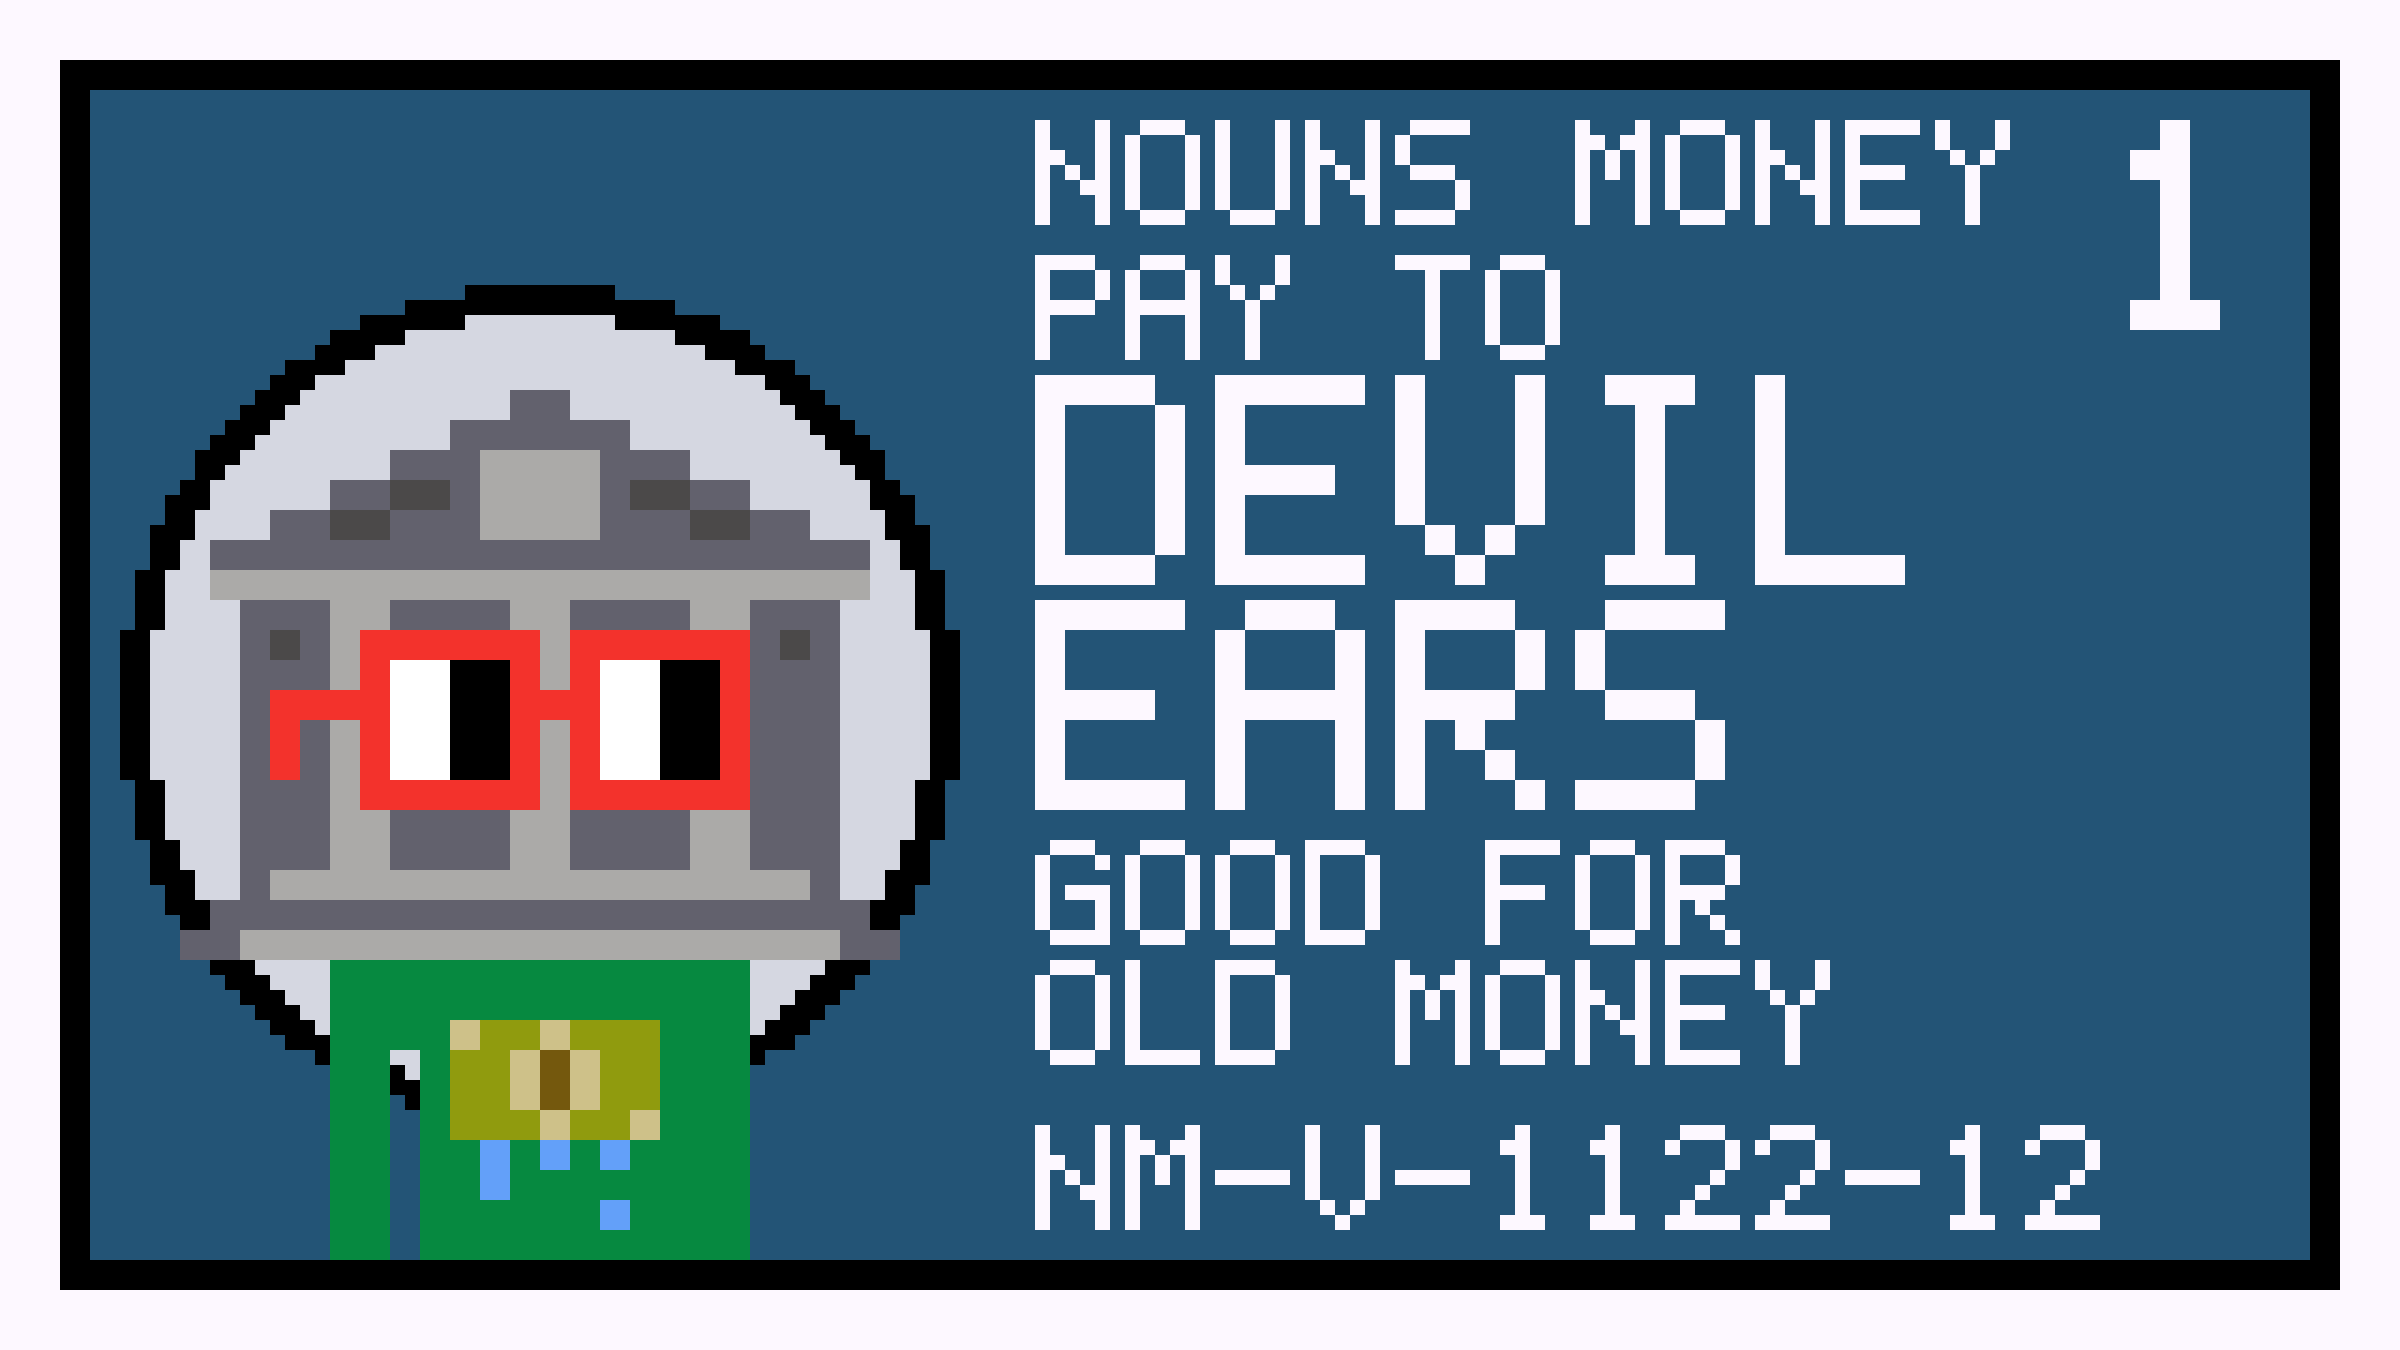 NOUNS MONEY 1
PAY TO
DEVIL
EARS
GOOD FOR
OLD MONEY
NM-V-1122-12